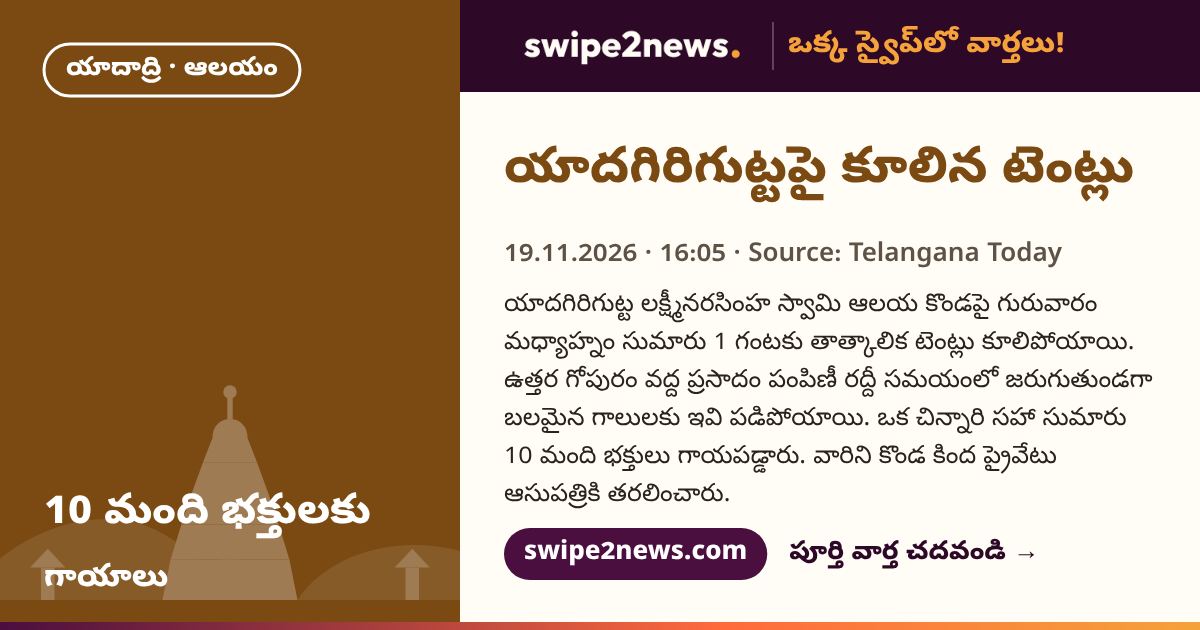 యాదాద్రి · ఆలయం
10 మంది భక్తులకు
గాయాలు
swipe2news.
ఒక్క స్వైప్‌లో వార్తలు!
యాదగిరిగుట్టపై కూలిన టెంట్లు
19.11.2026 · 16:05 · Source: Telangana Today
యాదగిరిగుట్ట లక్ష్మీనరసింహ స్వామి ఆలయ కొండపై గురువారం
మధ్యాహ్నం సుమారు 1 గంటకు తాత్కాలిక టెంట్లు కూలిపోయాయి.
ఉత్తర గోపురం వద్ద ప్రసాదం పంపిణీ రద్దీ సమయంలో జరుగుతుండగా
బలమైన గాలులకు ఇవి పడిపోయాయి. ఒక చిన్నారి సహా సుమారు
10 మంది భక్తులు గాయపడ్డారు. వారిని కొండ కింద ప్రైవేటు
ఆసుపత్రికి తరలించారు.
swipe2news.com
పూర్తి వార్త చదవండి →